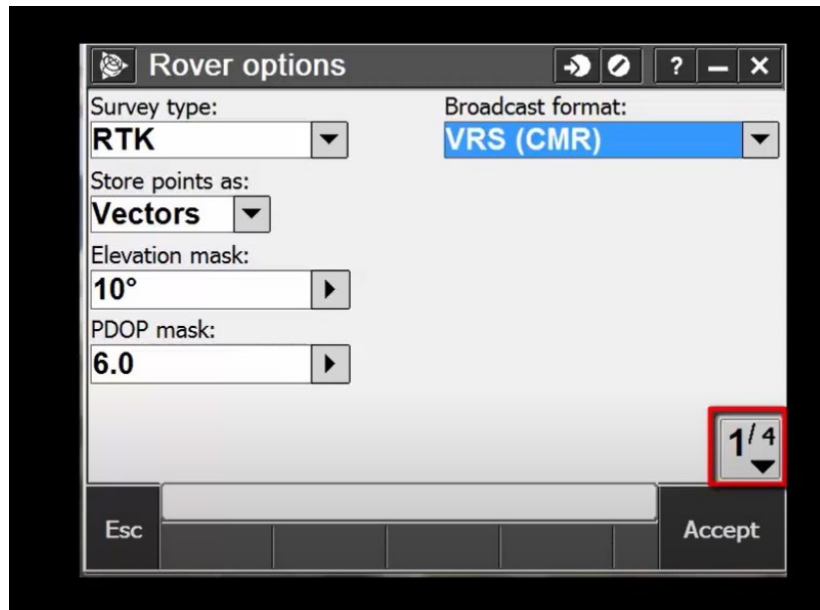 Rover options
? – ×
Survey type:
RTK
Broadcast format:
VRS (CMR)
Store points as:
Vectors
Elevation mask:
10°
PDOP mask:
6.0
1/4
Esc
Accept